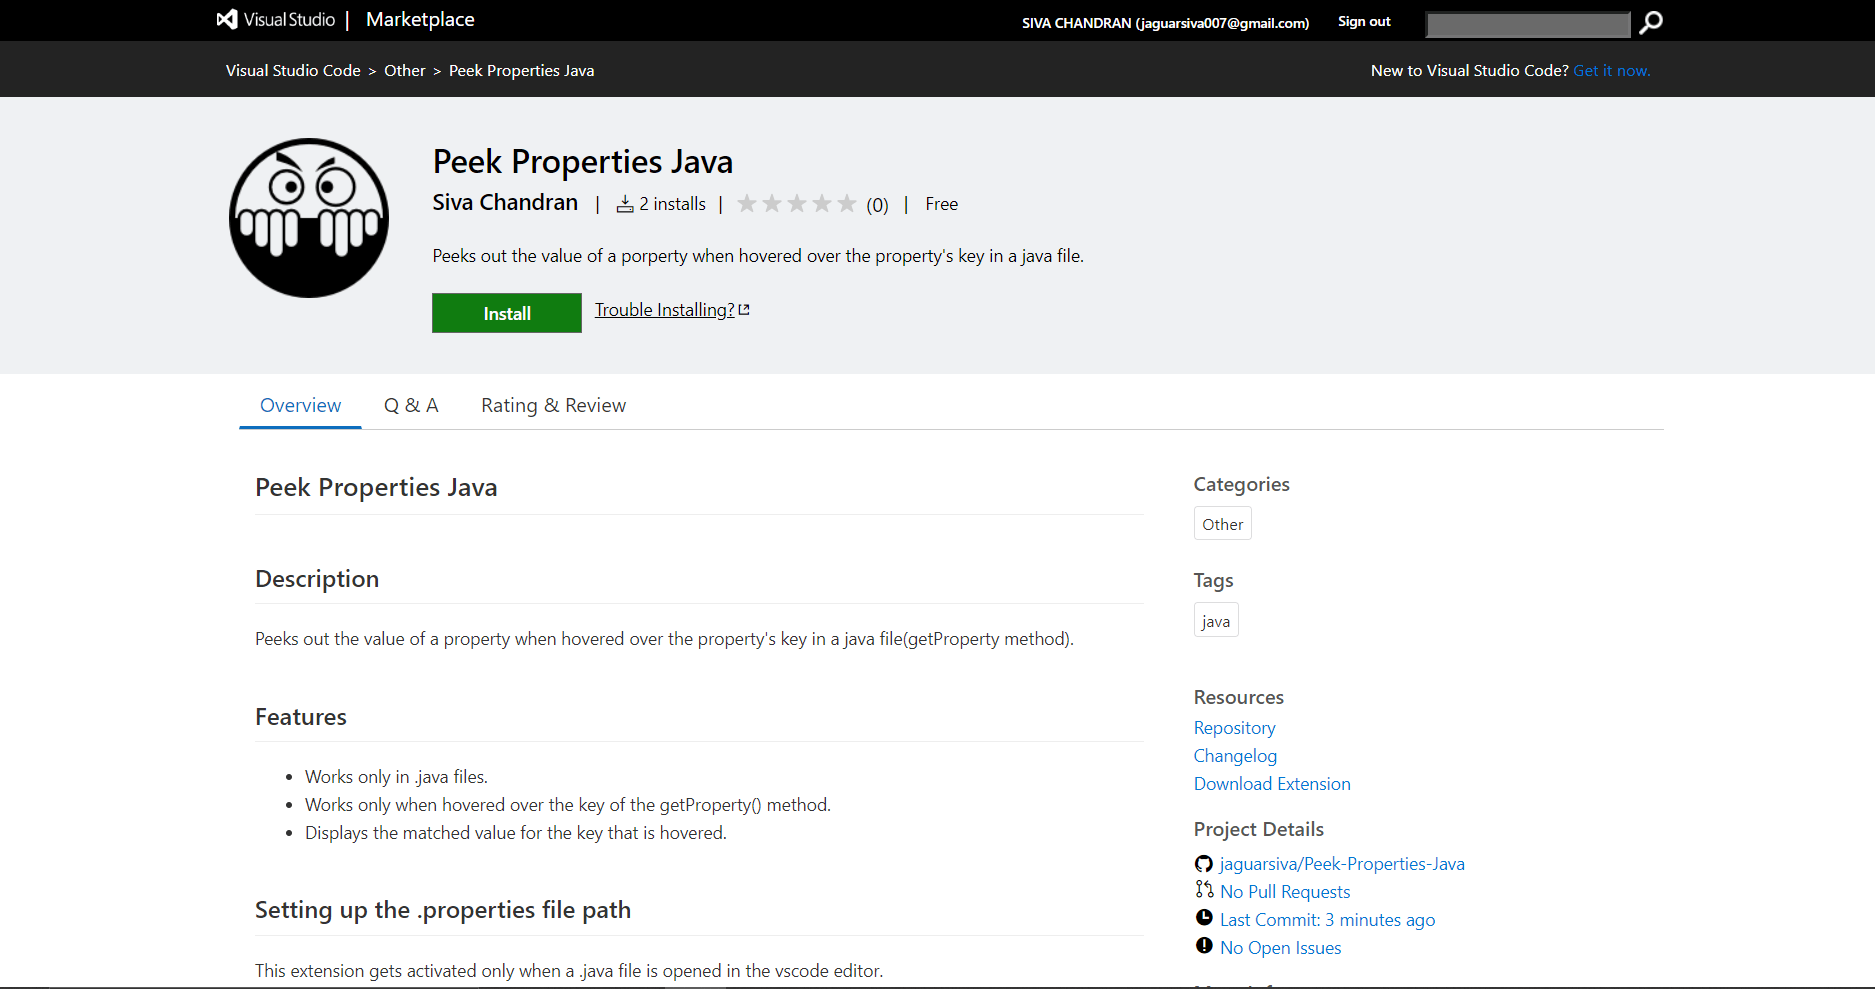 Visual Studio | Marketplace
SIVA CHANDRAN (jaguarsiva007@gmail.com) Sign out
Visual Studio Code > Other > Peek Properties Java
New to Visual Studio Code? Get it now.
Peek Properties Java
Siva Chandran | 2 installs | (0) | Free
Peeks out the value of a porperty when hovered over the property's key in a java file.
Install Trouble Installing?
Overview Q & A Rating & Review
Peek Properties Java
Description
Peeks out the value of a property when hovered over the property's key in a java file(getProperty method).
Features
• Works only in .java files.
• Works only when hovered over the key of the getProperty() method.
• Displays the matched value for the key that is hovered.
Setting up the .properties file path
This extension gets activated only when a .java file is opened in the vscode editor.
Categories
Other
Tags
java
Resources
Repository
Changelog
Download Extension
Project Details
jaguarsiva/Peek-Properties-Java
No Pull Requests
Last Commit: 3 minutes ago
No Open Issues